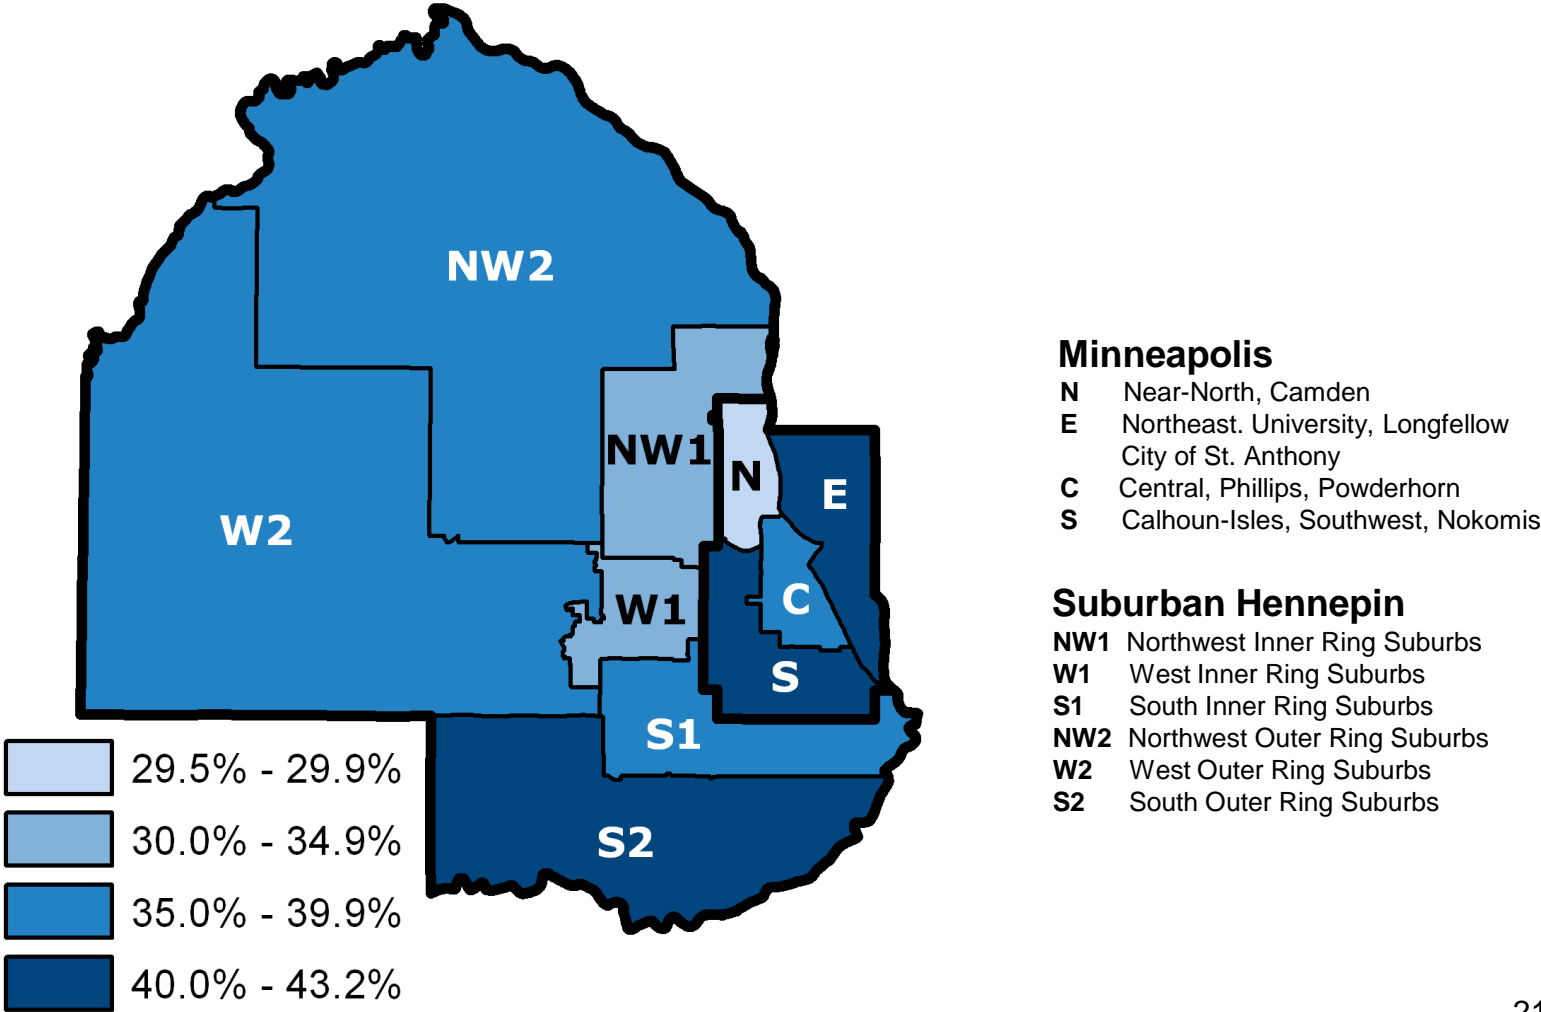 NW2
NW1
N
E
W2
W1
C
S
S1
S2
29.5% - 29.9%
30.0% - 34.9%
35.0% - 39.9%
40.0% - 43.2%
Minneapolis
N Near-North, Camden
E Northeast. University, Longfellow
City of St. Anthony
C Central, Phillips, Powderhorn
S Calhoun-Isles, Southwest, Nokomis
Suburban Hennepin
NW1 Northwest Inner Ring Suburbs
W1 West Inner Ring Suburbs
S1 South Inner Ring Suburbs
NW2 Northwest Outer Ring Suburbs
W2 West Outer Ring Suburbs
S2 South Outer Ring Suburbs
21